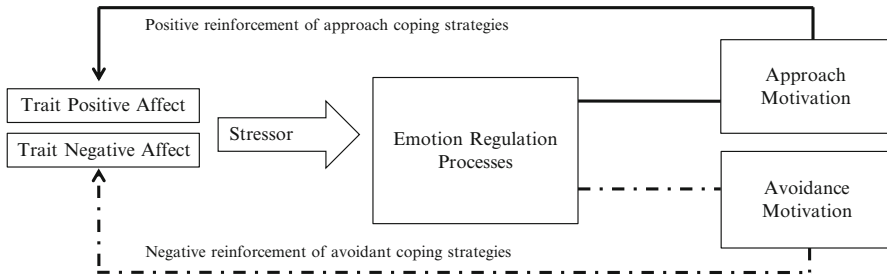 Positive reinforcement of approach coping strategies
Trait Positive Affect
Trait Negative Affect
Stressor
Emotion Regulation
Processes
Approach
Motivation
Avoidance
Motivation
Negative reinforcement of avoidant coping strategies